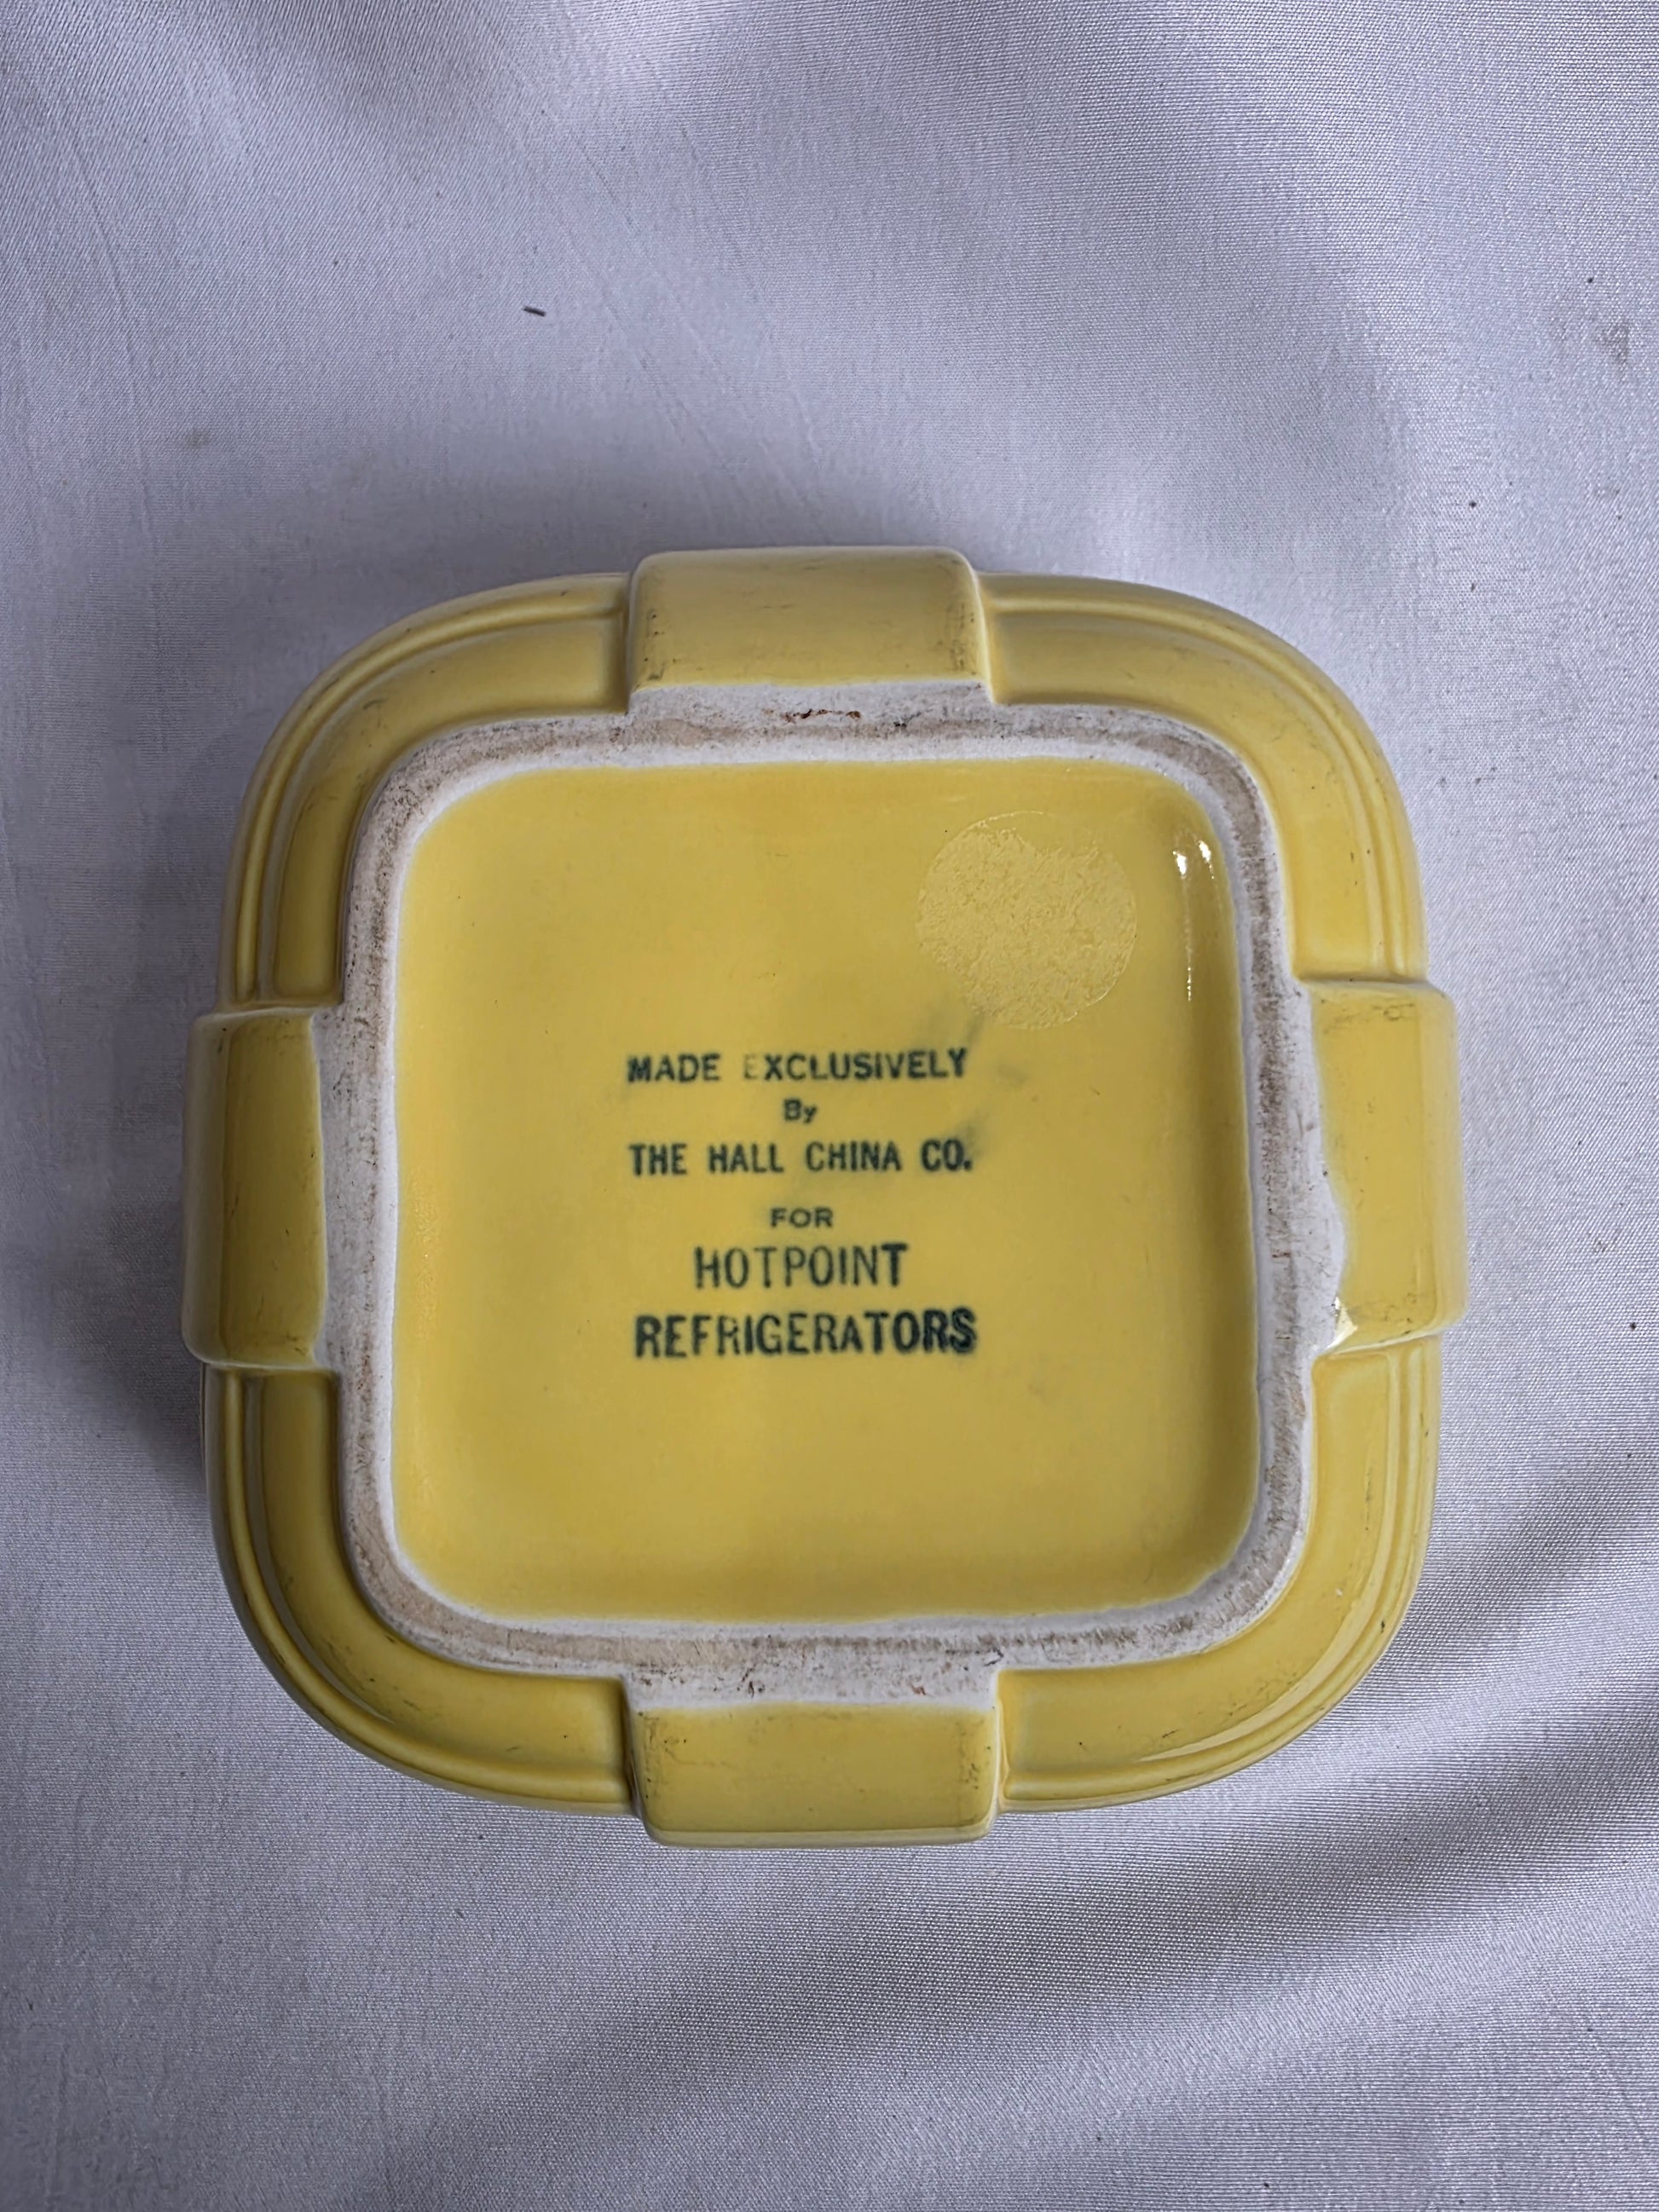 MADE EXCLUSIVELY
By
THE HALL CHINA CO.
FOR
HOTPOINT
REFRIGERATORS